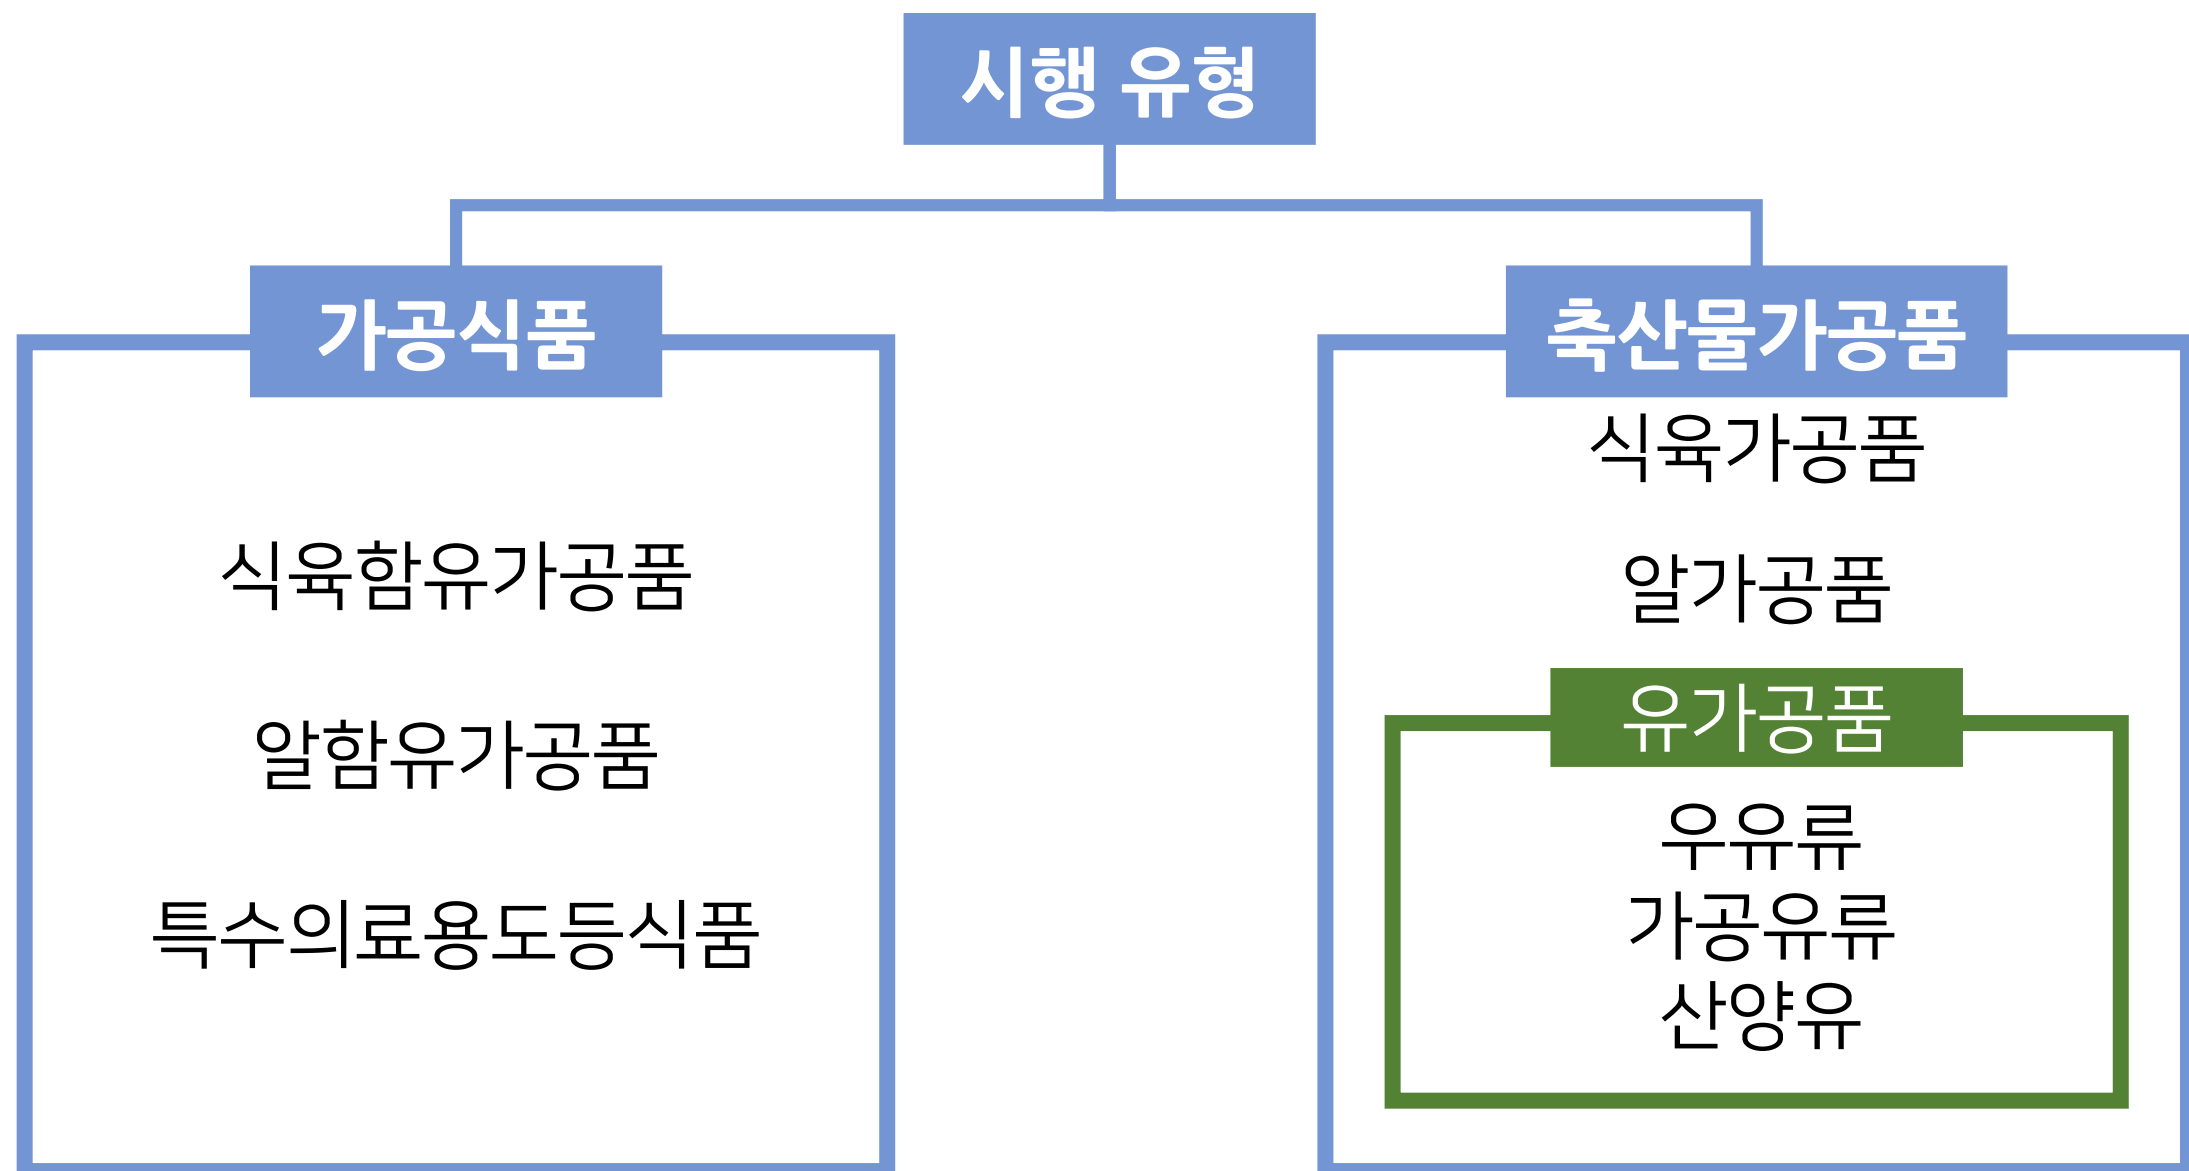 시행 유형
가공식품
식육함유가공품
알함유가공품
특수의료용도등식품
축산물가공품
식육가공품
알가공품
유가공품
우유류
가공유류
산양유